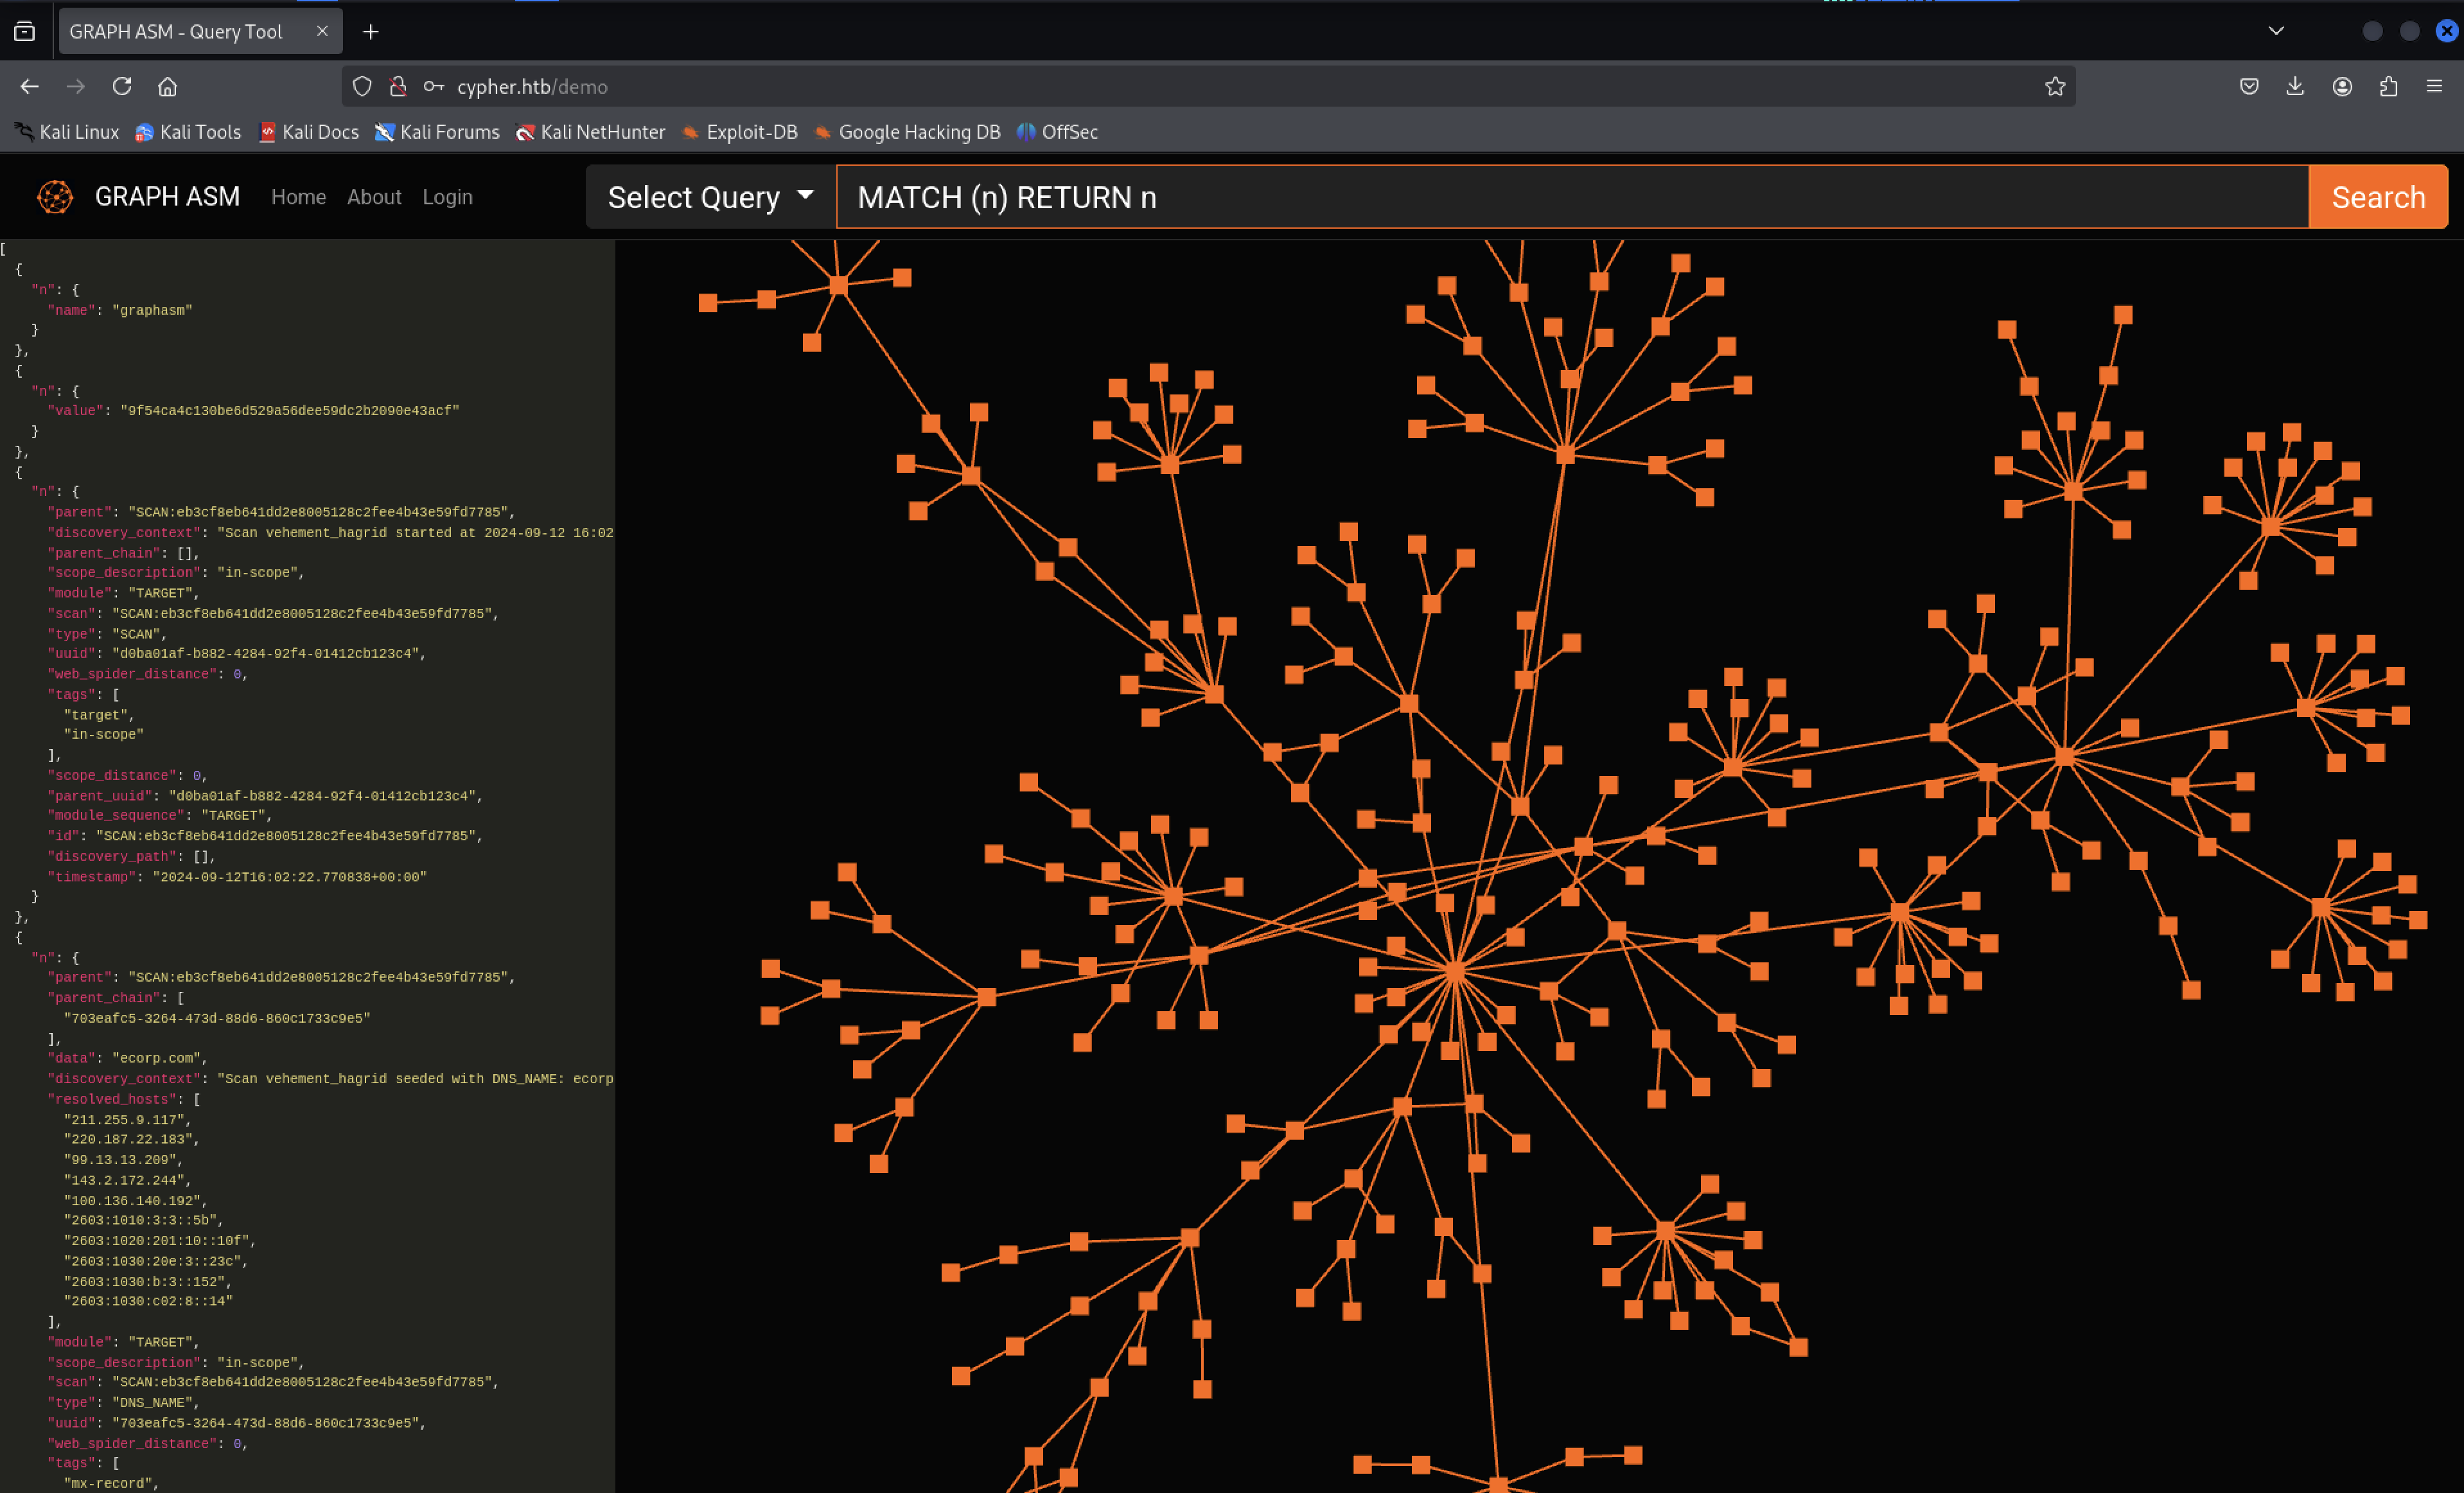 GRAPH ASM - Query Tool
cypher.htb/demo
Kali Linux Kali Tools Kali Docs Kali Forums Kali NetHunter Exploit-DB Google Hacking DB OffSec
GRAPH ASM Home About Login Select Query MATCH (n) RETURN n Search
[
{
"n": {
"name": "graphasm"
}
},
{
"n": {
"value": "9f54ca4c130be6d529a56dee59dc2b2090e43acf"
}
},
{
"n": {
"parent": "SCAN:eb3cf8eb641dd2e8005128c2fee4b43e59fd7785",
"discovery_context": "Scan vehement_hagrid started at 2024-09-12 16:02
"parent_chain": [],
"scope_description": "in-scope",
"module": "TARGET",
"scan": "SCAN:eb3cf8eb641dd2e8005128c2fee4b43e59fd7785",
"type": "SCAN",
"uuid": "d0ba01af-b882-4284-92f4-01412cb123c4",
"web_spider_distance": 0,
"tags": [
"target",
"in-scope"
],
"scope_distance": 0,
"parent_uuid": "d0ba01af-b882-4284-92f4-01412cb123c4",
"module_sequence": "TARGET",
"id": "SCAN:eb3cf8eb641dd2e8005128c2fee4b43e59fd7785",
"discovery_path": [],
"timestamp": "2024-09-12T16:02:22.770838+00:00"
}
},
{
"n": {
"parent": "SCAN:eb3cf8eb641dd2e8005128c2fee4b43e59fd7785",
"parent_chain": [
"703eafc5-3264-473d-88d6-860c1733c9e5"
],
"data": "ecorp.com",
"discovery_context": "Scan vehement_hagrid seeded with DNS_NAME: ecorp
"resolved_hosts": [
"211.255.9.117",
"220.187.22.183",
"99.13.13.209",
"143.2.172.244",
"100.136.140.192",
"2603:1010:3:3::5b",
"2603:1020:201:10::10f",
"2603:1030:20e:3::23c",
"2603:1030:b:3::152",
"2603:1030:c02:8::14"
],
"module": "TARGET",
"scope_description": "in-scope",
"scan": "SCAN:eb3cf8eb641dd2e8005128c2fee4b43e59fd7785",
"type": "DNS_NAME",
"uuid": "703eafc5-3264-473d-88d6-860c1733c9e5",
"web_spider_distance": 0,
"tags": [
"mx-record",